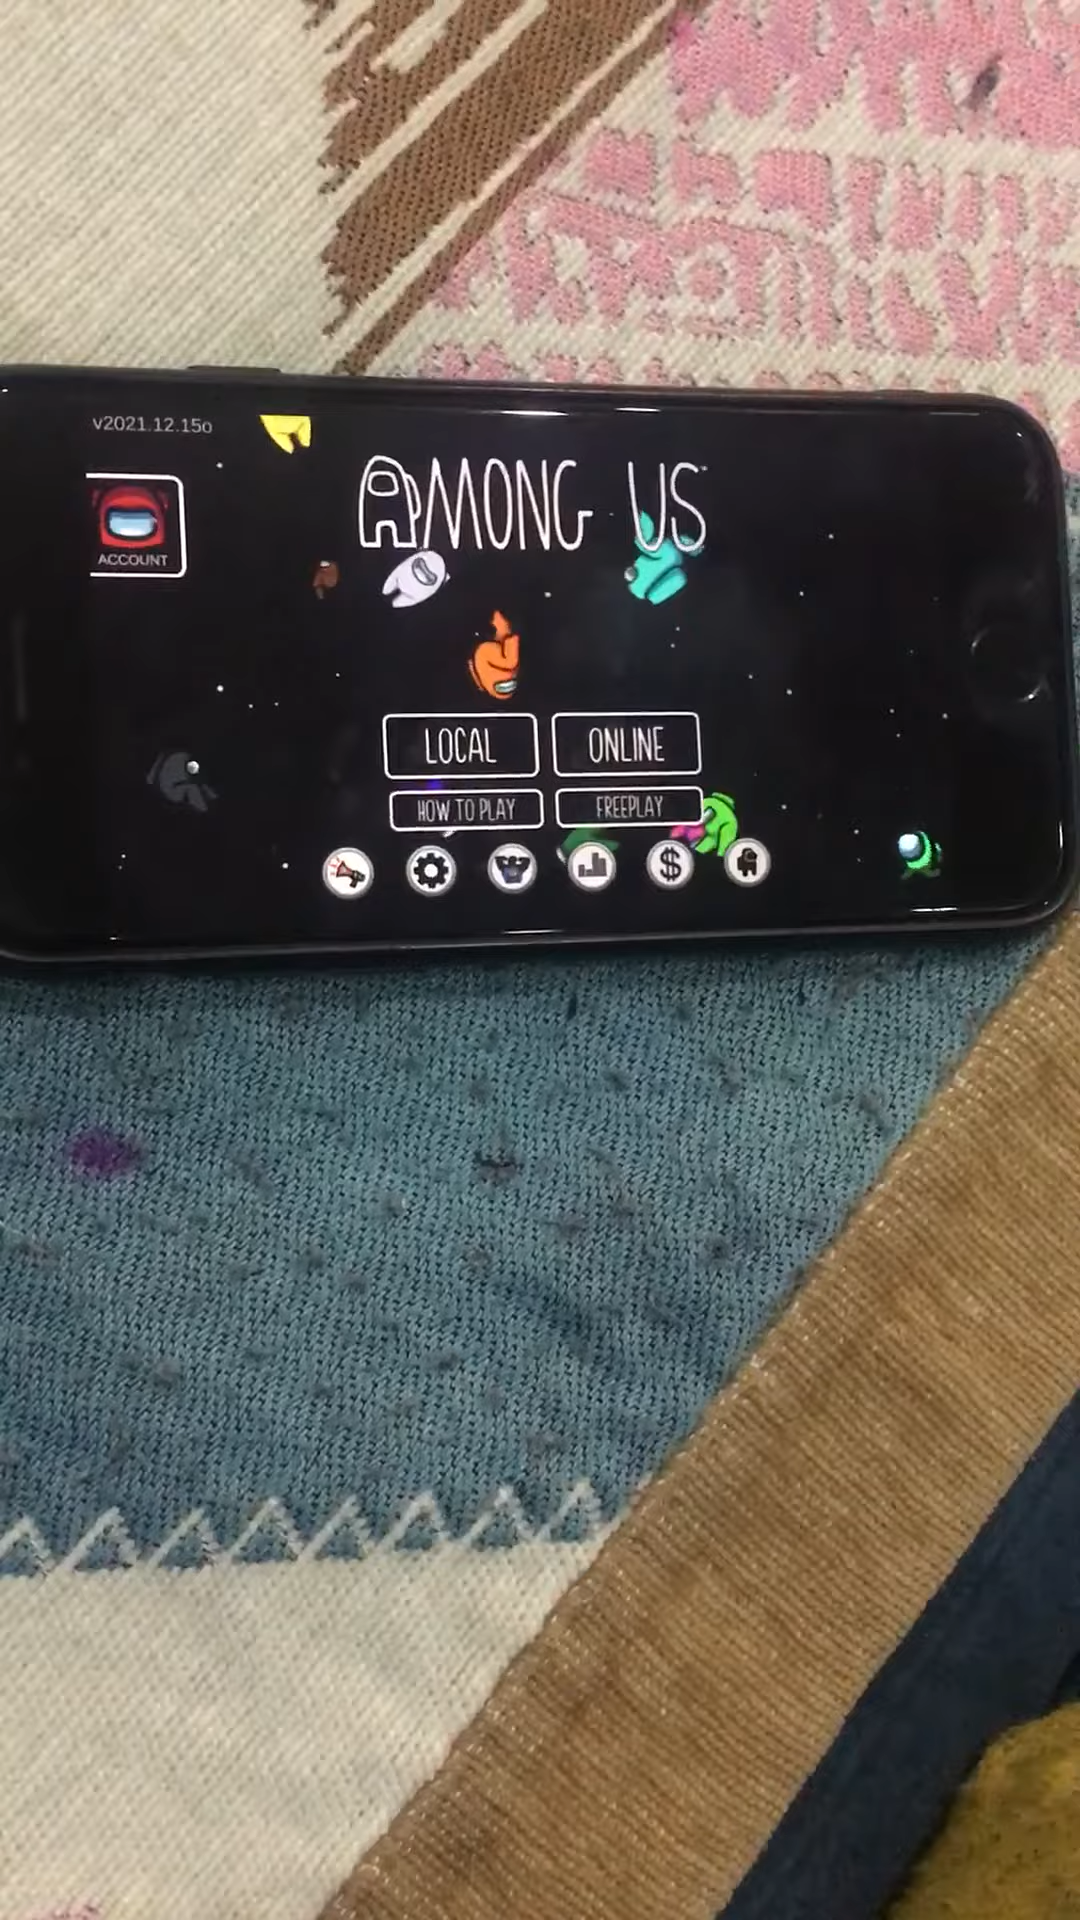 v2021.12.15o
AMONG US
ACCOUNT
LOCAL
ONLINE
HOW TO PLAY
FREEPLAY
$